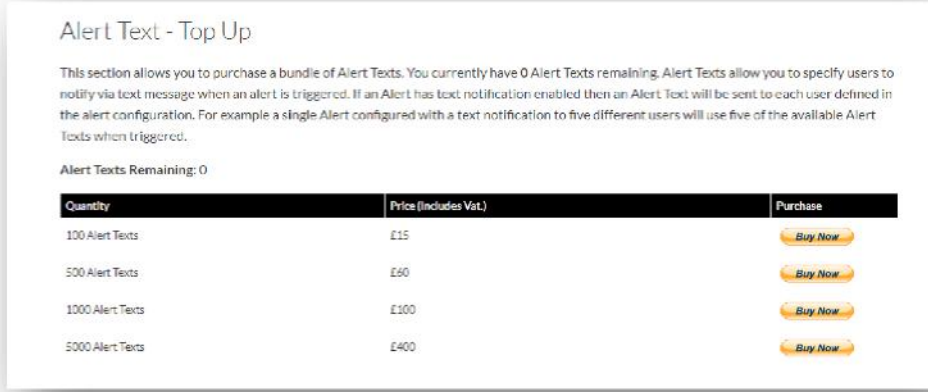 Alert Text - Top Up
This section allows you to purchase a bundle of Alert Texts. You currently have 0 Alert Texts remaining. Alert Texts allow you to specify users to
notify via text message when an alert is triggered. If an Alert has text notification enabled then an Alert Text will be sent to each user defined in
the alert configuration. For example a single Alert configured with a text notification to five different users will use five of the available Alert
Texts when triggered.
Alert Texts Remaining: 0
Quantity Price (Includes Vat.) Purchase
100 Alert Texts £15 Buy Now
500 Alert Texts £60 Buy Now
1000 Alert Texts £100 Buy Now
5000 Alert Texts £400 Buy Now